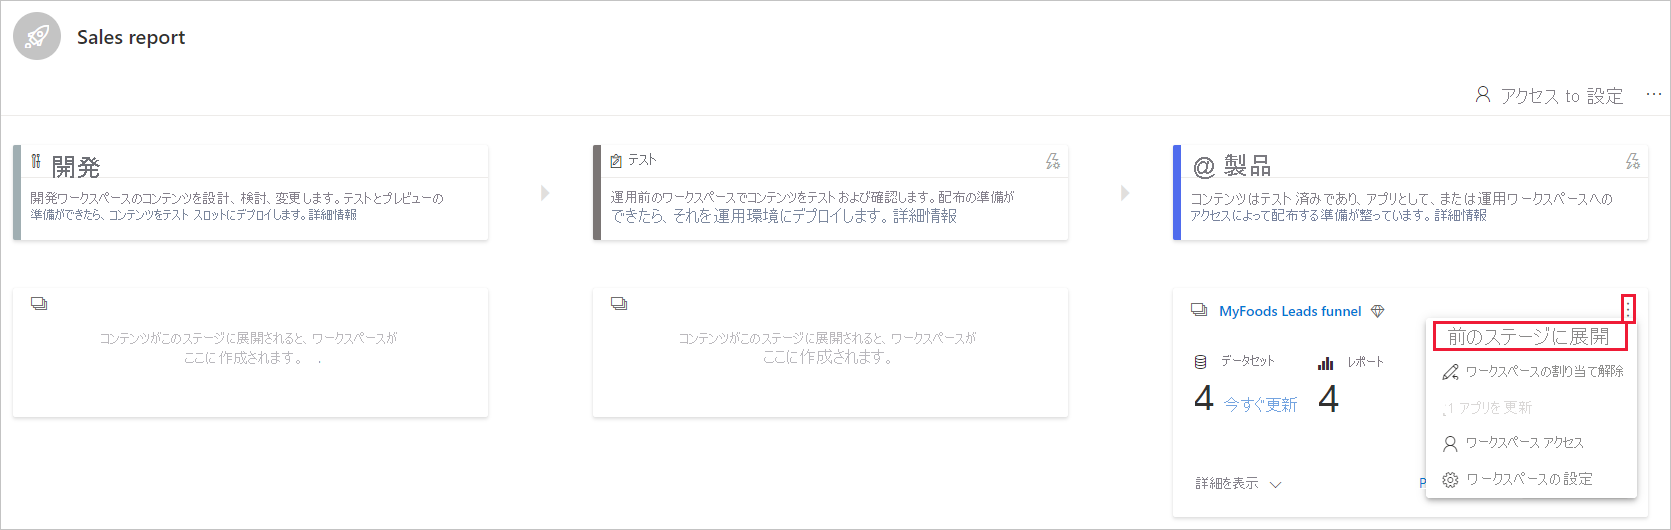 Sales report
アクセス to 設定
開発
開発ワークスペースのコンテンツを設計、検討、変更します。テストとプレビューの
準備ができたら、コンテンツをテスト スロットにデプロイします。詳細情報
テスト
運用前のワークスペースでコンテンツをテストおよび確認します。配布の準備が
できたら、それを運用環境にデプロイします。詳細情報
@ 製品
コンテンツはテスト済みであり、アプリとして、または運用ワークスペースへの
アクセスによって配布する準備が整っています。詳細情報
コンテンツがこのステージに展開されると、ワークスペースが
ここに作成されます。 .
コンテンツがこのステージに展開されると、ワークスペースが
ここに作成されます。
MyFoods Leads funnel
データセット
4 今すぐ更新
レポート
4
詳細を表示
P
前のステージに展開
ワークスペースの割り当て解除
1 アプリを更新
ワークスペース アクセス
ワークスペースの設定